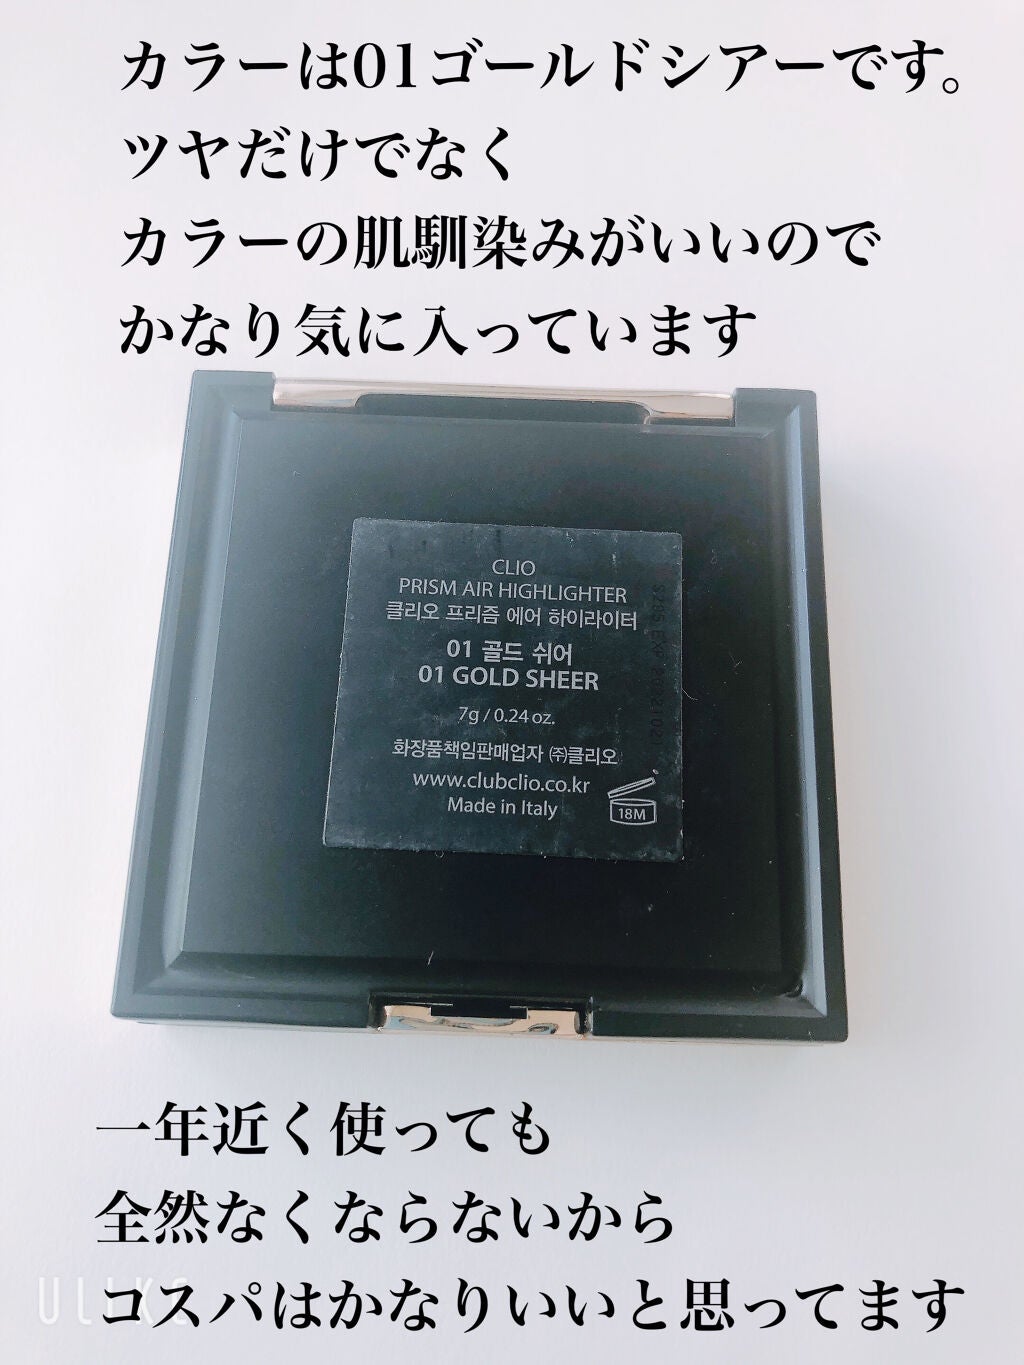 カラーは01ゴールドシアーです。
ツヤだけでなく
カラーの肌馴染みがいいので
かなり気に入っています
CLIO
PRISM AIR HIGHLIGHTER
클리오 프리즘 에어 하이라이터
01 골드 쉬어
01 GOLD SHEER
7g / 0.24 oz.
화장품책임판매업자 ㈜클리오
www.clubclio.co.kr
Made in Italy
18M
一年近く使っても
全然なくならないから
コスパはかなりいいと思ってます
ULIKE